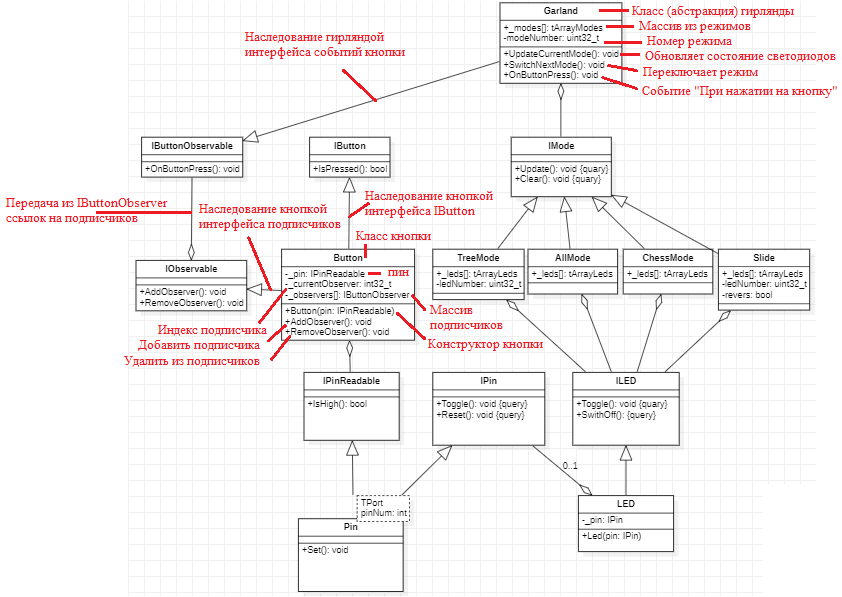 Garland
Класс (абстракция) гирлянды
+_modes[]: tArrayModes
Массив из режимов
-modeNumber: uint32_t
Номер режима
+UpdateCurrentMode(): void
Обновляет состояние светодиодов
+SwitchNextMode(): void
Переключает режим
+OnButtonPress(): void
Событие "При нажатии на кнопку"
Наследование гирляндой
интерфейса событий кнопки
IButtonObservable
+OnButtonPress(): void
IButton
+IsPressed(): bool
IMode
+Update(): void {quary}
+Clear(): void {query}
Передача из IButtonObserver
ссылок на подписчиков
Наследование кнопкой
интерфейса подписчиков
Наследование кнопкой
интерфейса IButton
Класс кнопки
IObservable
+AddObserver(): void
+RemoveObserver(): void
Button
-_pin: IPinReadable
пин
-_currentObserver: int32_t
-_observers[]: IButtonObserver
+Button(pin: IPinReadable)
+AddObserver(): void
+RemoveObserver(): void
Индекс подписчика
Добавить подписчика
Удалить из подписчиков
Массив
подписчиков
Конструктор кнопки
TreeMode
+_leds[]: tArrayLeds
-ledNumber: uint32_t
AllMode
+_leds[]: tArrayLeds
ChessMode
+_leds[]: tArrayLeds
Slide
+_leds[]: tArrayLeds
-ledNumber: uint32_t
-revers: bool
IPinReadable
+IsHigh(): bool
IPin
+Toggle(): void {query}
+Reset(): void {query}
ILED
+Toggle(): void {quary}
+SwithOff(): {query}
0..1
TPort
pinNum: int
Pin
+Set(): void
LED
-_pin: IPin
+Led(pin: IPin)